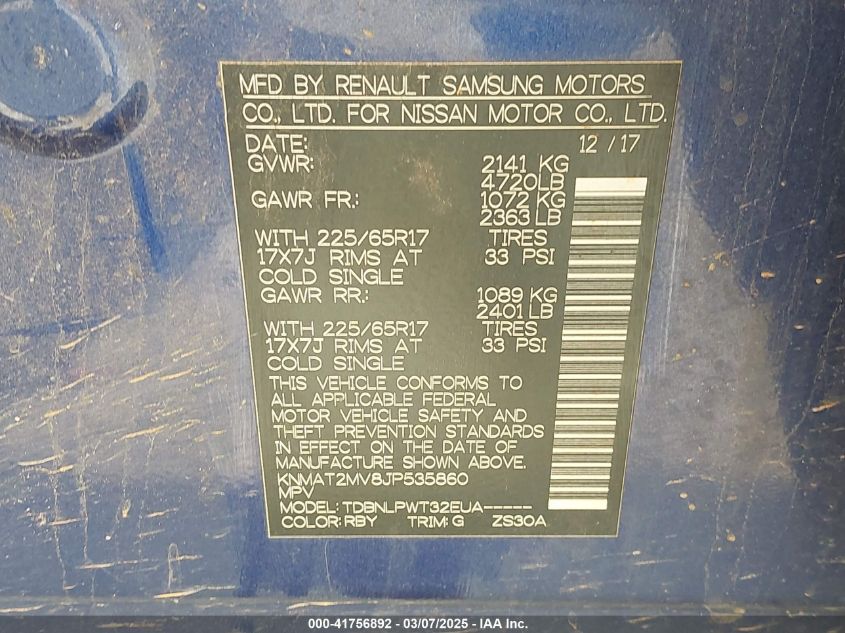 MFD BY RENAULT SAMSUNG MOTORS
CO., LTD. FOR NISSAN MOTOR CO., LTD.
DATE: 12 / 17
GVWR: 2141 KG
4720LB
GAWR FR.: 1072 KG
2363 LB
WITH 225/65R17 TIRES
17X7J RIMS AT 33 PSI
COLD SINGLE
GAWR RR.: 1089 KG
2401 LB
WITH 225/65R17 TIRES
17X7J RIMS AT 33 PSI
COLD SINGLE
THIS VEHICLE CONFORMS TO
ALL APPLICABLE FEDERAL
MOTOR VEHICLE SAFETY AND
THEFT PREVENTION STANDARDS
IN EFFECT ON THE DATE OF
MANUFACTURE SHOWN ABOVE.
KNMAT2MV8JP535860
MPV
MODEL: TDBNLPWT32EUA-----
COLOR: RBY TRIM: G ZS30A
000-41756892 - 03/07/2025 - IAA Inc.